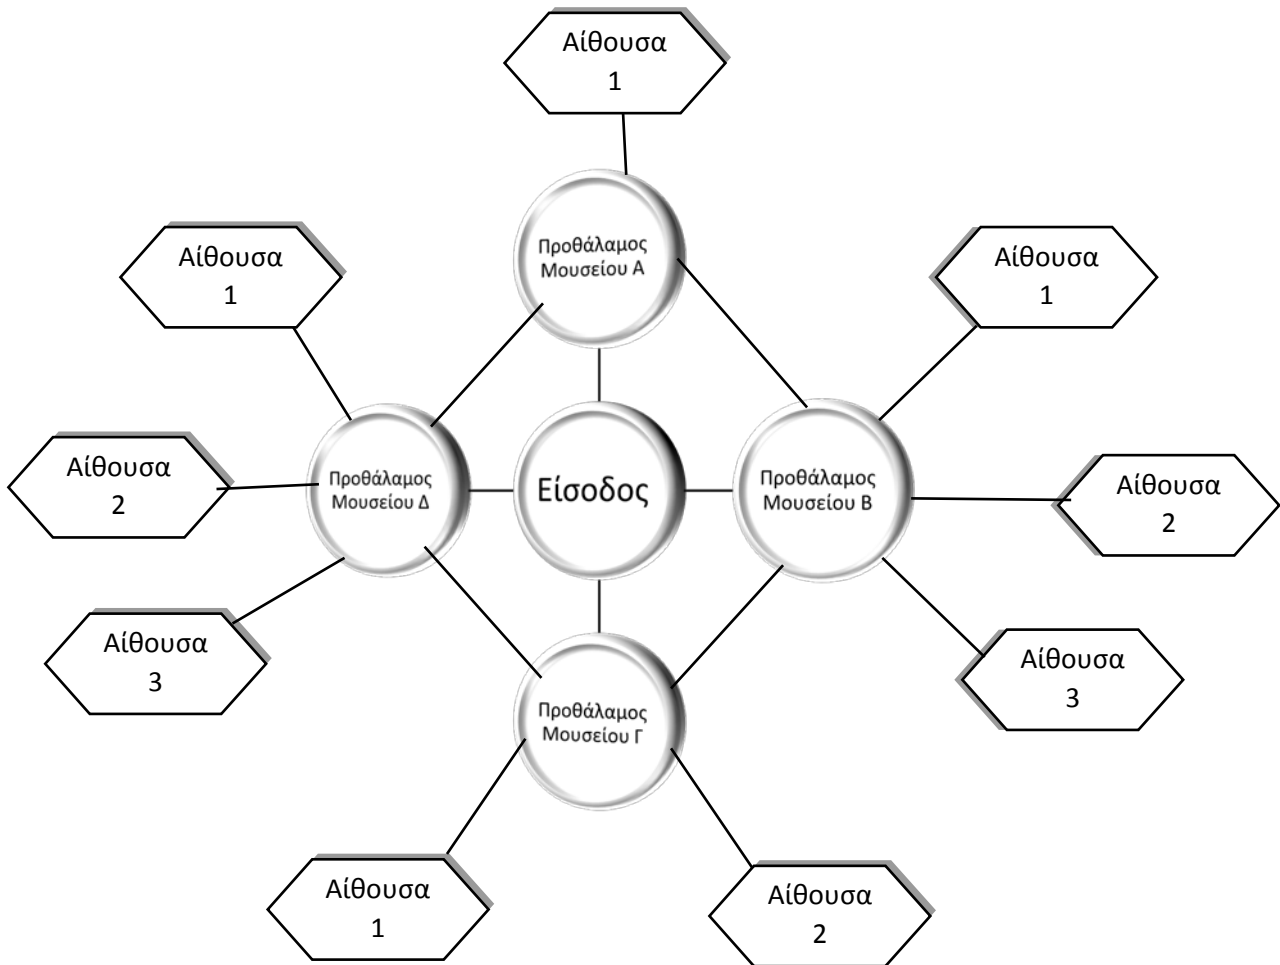 Αίθουσα
1
Προθάλαμος
Μουσείου Α
Αίθουσα
1
Αίθουσα
1
Αίθουσα
2
Προθάλαμος
Μουσείου Δ
Είσοδος
Προθάλαμος
Μουσείου Β
Αίθουσα
2
Αίθουσα
3
Αίθουσα
3
Προθάλαμος
Μουσείου Γ
Αίθουσα
1
Αίθουσα
2